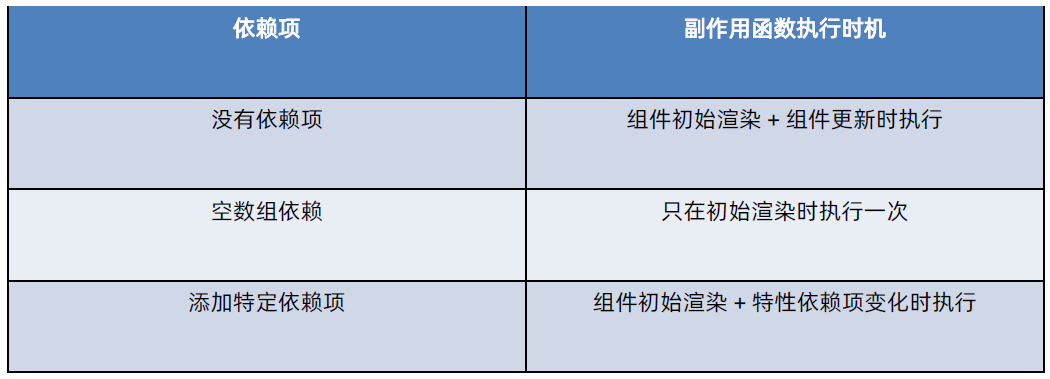 依赖项
副作用函数执行时机
没有依赖项
组件初始渲染 + 组件更新时执行
空数组依赖
只在初始渲染时执行一次
添加特定依赖项
组件初始渲染 + 特性依赖项变化时执行